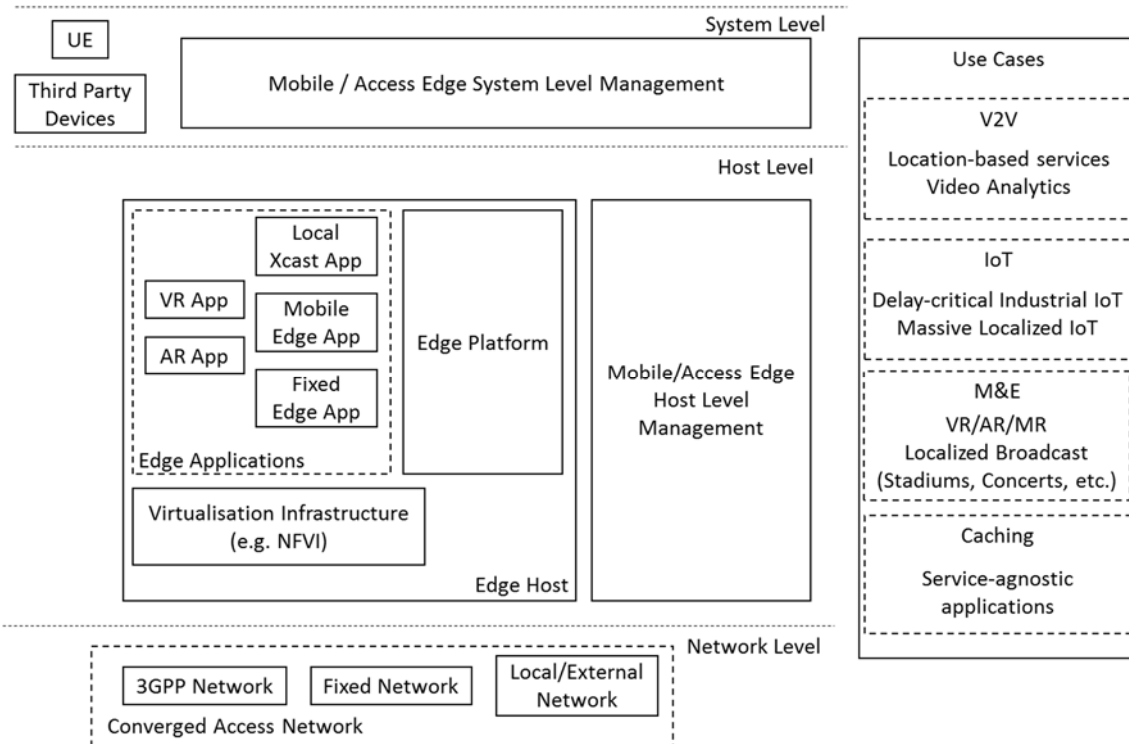 System Level
UE
Third Party
Devices
Mobile / Access Edge System Level Management
Host Level
Local
Xcast App
VR App
Mobile
Edge App
AR App
Fixed
Edge App
Edge Applications
Edge Platform
Virtualisation Infrastructure
(e.g. NFVI)
Edge Host
Mobile/Access Edge
Host Level
Management
Network Level
3GPP Network
Fixed Network
Local/External
Network
Converged Access Network
Use Cases
V2V
Location-based services
Video Analytics
IoT
Delay-critical Industrial IoT
Massive Localized IoT
M&E
VR/AR/MR
Localized Broadcast
(Stadiums, Concerts, etc.)
Caching
Service-agnostic
applications